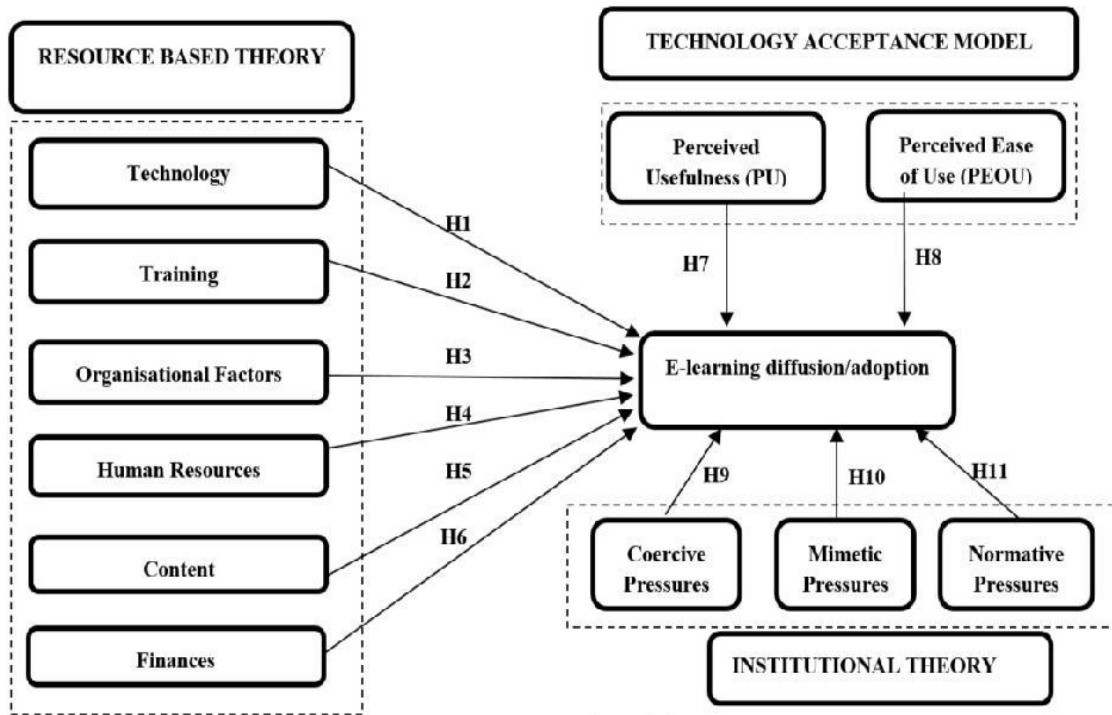 RESOURCE BASED THEORY
TECHNOLOGY ACCEPTANCE MODEL
Technology
Training
Organisational Factors
Human Resources
Content
Finances
H1
H2
H3
H4
H5
H6
Perceived
Usefulness (PU)
Perceived Ease
of Use (PEOU)
H7
H8
E-learning diffusion/adoption
H9
H10
H11
Coercive
Pressures
Mimetic
Pressures
Normative
Pressures
INSTITUTIONAL THEORY